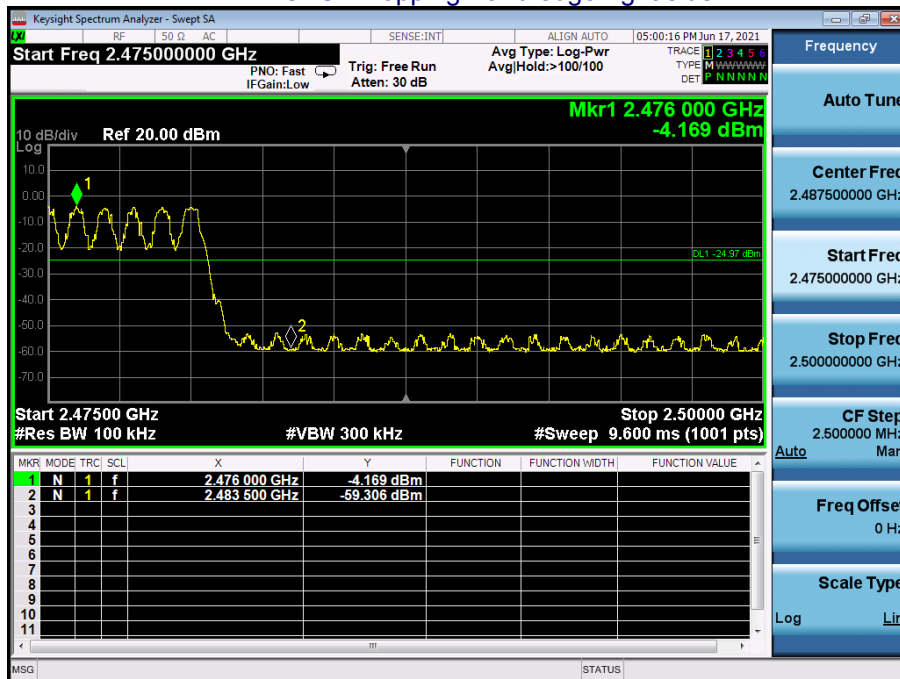 Keysight Spectrum Analyzer - Swept SA
LXI RF 50 Ω AC SENSE:INT ALIGN AUTO 05:00:16 PM Jun 17, 2021
Start Freq 2.475000000 GHz
PNO: Fast
IFGain:Low
Trig: Free Run
Atten: 30 dB
Avg Type: Log-Pwr
Avg|Hold:>100/100
TRACE 1 2 3 4 5 6
TYPE M WWWWW
DET P N N N N N
Mkr1 2.476 000 GHz
-4.169 dBm
10 dB/div Ref 20.00 dBm
Log
10.0
0.00
-10.0
-20.0
-30.0
-40.0
-50.0
-60.0
-70.0
1
2
DL1 -24.97 dBm
Start 2.47500 GHz Stop 2.50000 GHz
#Res BW 100 kHz #VBW 300 kHz #Sweep 9.600 ms (1001 pts)
MKR MODE TRC SCL X Y FUNCTION FUNCTION WIDTH FUNCTION VALUE
1 N 1 f 2.476 000 GHz -4.169 dBm
2 N 1 f 2.483 500 GHz -59.306 dBm
3
4
5
6
7
8
9
10
11
MSG STATUS
Frequency
Auto Tune
Center Freq
2.487500000 GHz
Start Freq
2.475000000 GHz
Stop Freq
2.500000000 GHz
CF Step
2.500000 MHz
Auto Man
Freq Offset
0 Hz
Scale Type
Log Lin